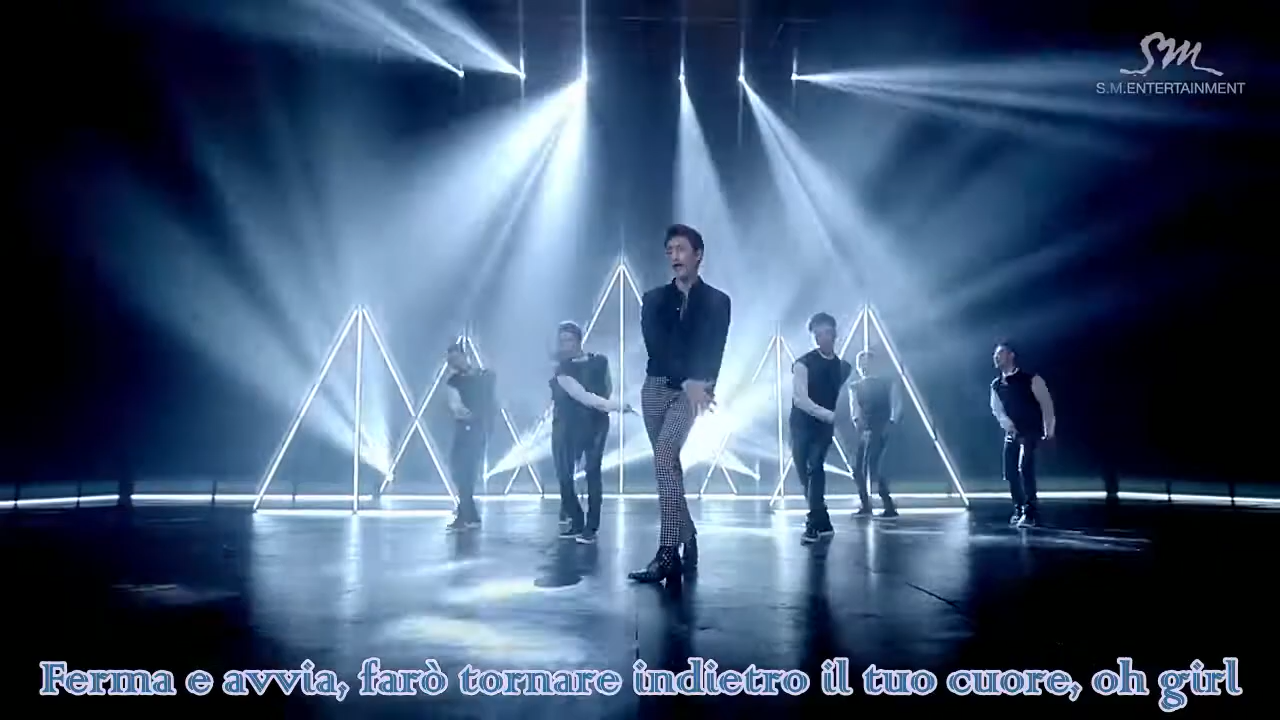 SM
S.M.ENTERTAINMENT
Ferma e avvia, farò tornare indietro il tuo cuore, oh girl